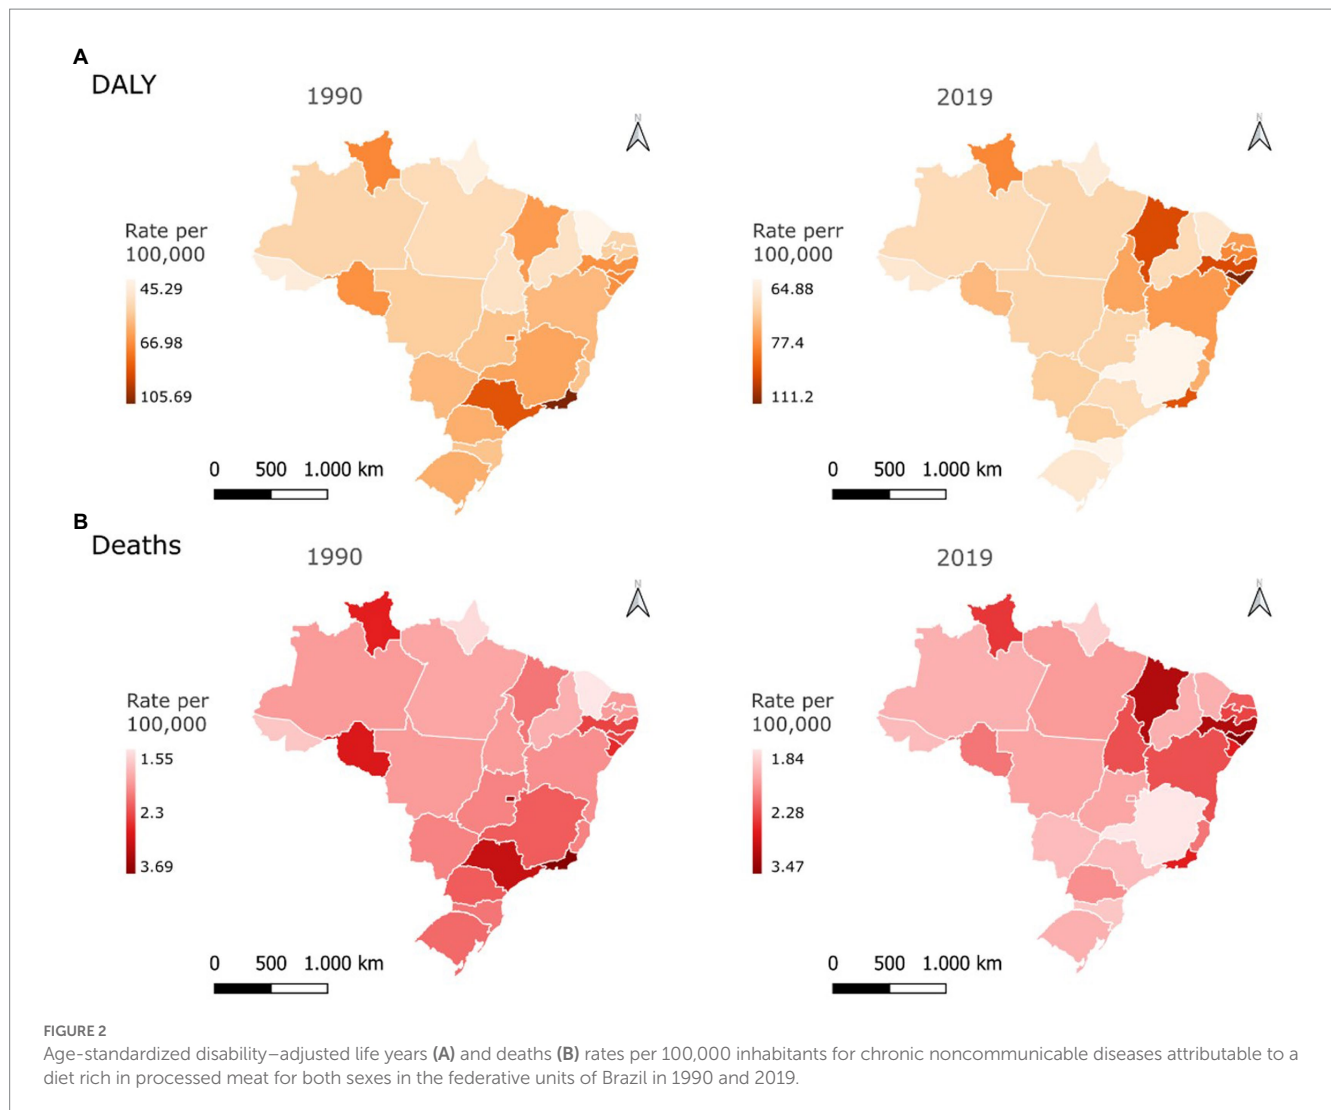 A
DALY
1990
2019
N
N
Rate per
100,000
45.29
66.98
105.69
Rate perr
100,000
64.88
77.4
111.2
0 500 1.000 km
0 500 1.000 km
B
Deaths
1990
2019
N
N
Rate per
100,000
1.55
2.3
3.69
Rate per
100,000
1.84
2.28
3.47
0 500 1.000 km
0 500 1.000 km
FIGURE 2
Age-standardized disability–adjusted life years (A) and deaths (B) rates per 100,000 inhabitants for chronic noncommunicable diseases attributable to a
diet rich in processed meat for both sexes in the federative units of Brazil in 1990 and 2019.